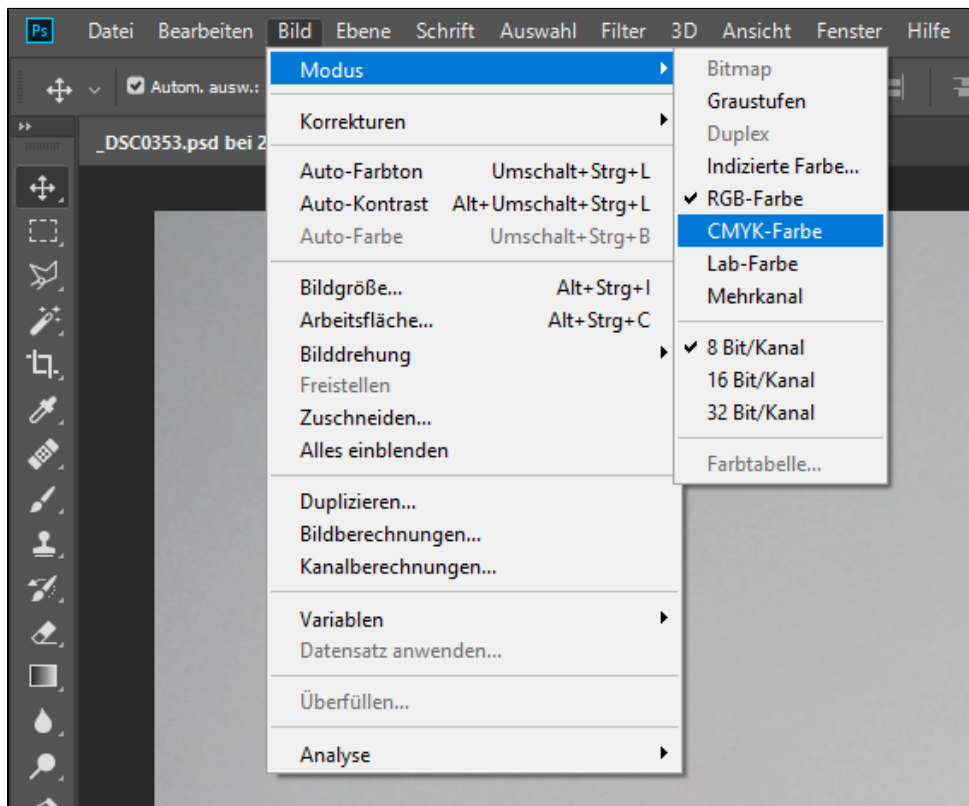 Ps Datei Bearbeiten Bild Ebene Schrift Auswahl Filter 3D Ansicht Fenster Hilfe
Autom. ausw.:
_DSC0353.psd bei 2
Modus
Korrekturen
Auto-Farbton Umschalt+Strg+L
Auto-Kontrast Alt+Umschalt+Strg+L
Auto-Farbe Umschalt+Strg+B
Bildgröße... Alt+Strg+I
Arbeitsfläche... Alt+Strg+C
Bilddrehung
Freistellen
Zuschneiden...
Alles einblenden
Duplizieren...
Bildberechnungen...
Kanalberechnungen...
Variablen
Datensatz anwenden...
Überfüllen...
Analyse
Bitmap
Graustufen
Duplex
Indizierte Farbe...
RGB-Farbe
CMYK-Farbe
Lab-Farbe
Mehrkanal
8 Bit/Kanal
16 Bit/Kanal
32 Bit/Kanal
Farbtabelle...